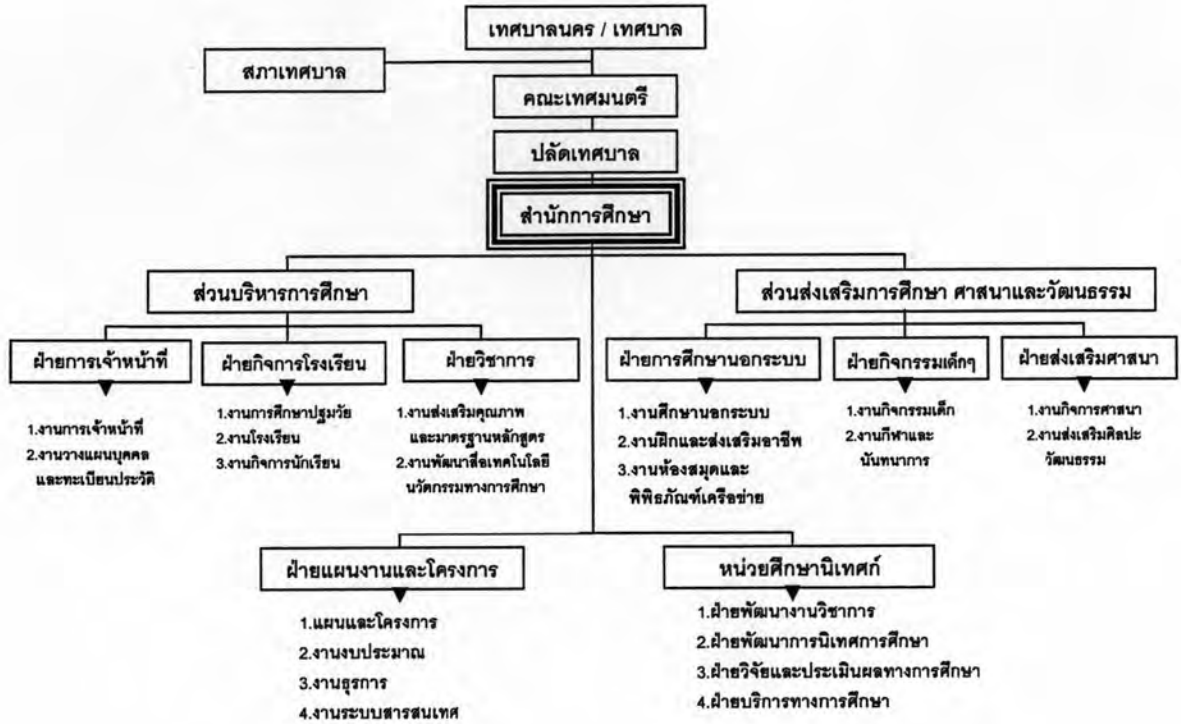 เทศบาลนคร / เทศบาล
สภาเทศบาล
คณะเทศมนตรี
ปลัดเทศบาล
สำนักการศึกษา
ส่วนบริหารการศึกษา
ส่วนส่งเสริมการศึกษา ศาสนาและวัฒนธรรม
ฝ่ายการเจ้าหน้าที่
1.งานการเจ้าหน้าที่
2.งานวางแผนบุคคล
และทะเบียนประวัติ
ฝ่ายกิจการโรงเรียน
1.งานการศึกษาปฐมวัย
2.งานโรงเรียน
3.งานกิจการนักเรียน
ฝ่ายวิชาการ
1.งานส่งเสริมคุณภาพ
และมาตรฐานหลักสูตร
2.งานพัฒนาสื่อเทคโนโลยี
นวัตกรรมทางการศึกษา
ฝ่ายการศึกษานอกระบบ
1.งานศึกษานอกระบบ
2.งานฝึกและส่งเสริมอาชีพ
3.งานห้องสมุดและ
พิพิธภัณฑ์เครือข่าย
ฝ่ายกิจกรรมเด็กๆ
1.งานกิจกรรมเด็ก
2.งานกีฬาและ
นันทนาการ
ฝ่ายส่งเสริมศาสนา
1.งานกิจการศาสนา
2.งานส่งเสริมศิลปะ
วัฒนธรรม
ฝ่ายแผนงานและโครงการ
1.แผนและโครงการ
2.งานงบประมาณ
3.งานธุรการ
4.งานระบบสารสนเทศ
หน่วยศึกษานิเทศก์
1.ฝ่ายพัฒนางานวิชาการ
2.ฝ่ายพัฒนาการนิเทศการศึกษา
3.ฝ่ายวิจัยและประเมินผลทางการศึกษา
4.ฝ่ายบริการทางการศึกษา